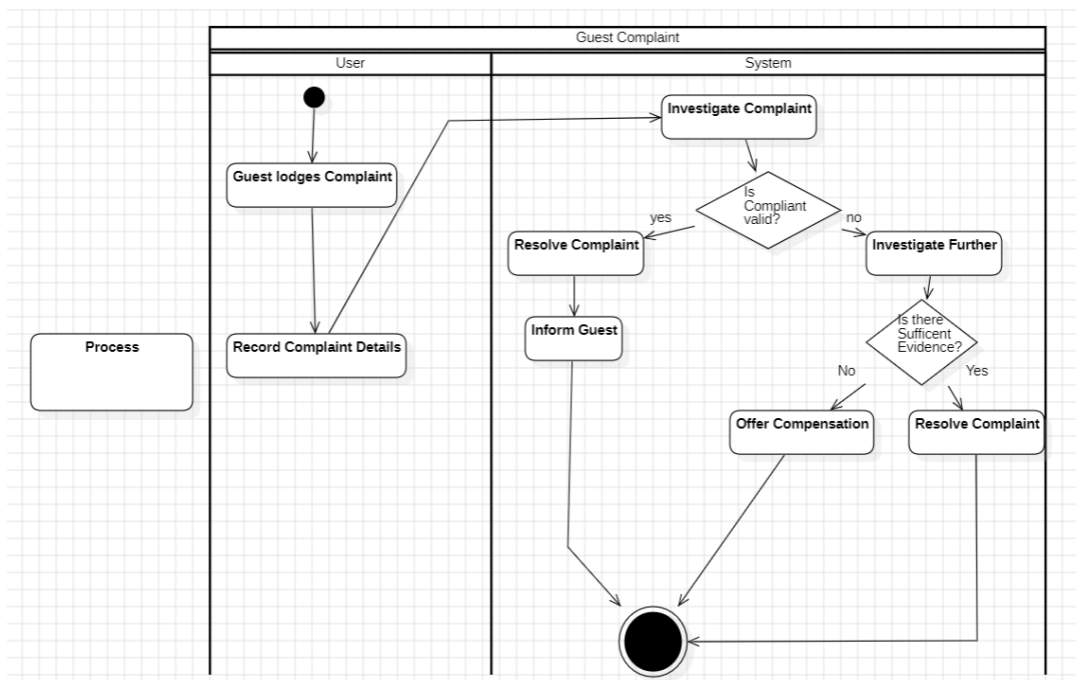 Guest Complaint
User
System
Investigate Complaint
Guest lodges Complaint
Is
Compliant
valid?
yes
no
Resolve Complaint
Investigate Further
Inform Guest
Is there
Sufficent
Evidence?
Process
Record Complaint Details
No
Yes
Offer Compensation
Resolve Complaint